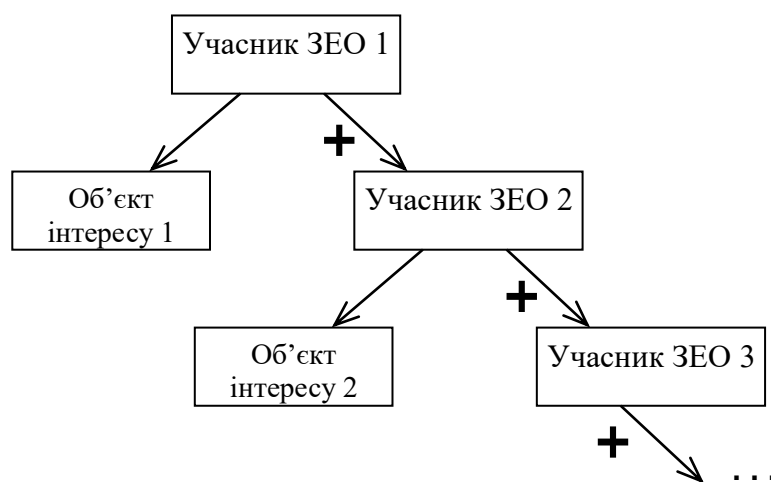 Учасник ЗЕО 1
+
Об’єкт
інтересу 1
Учасник ЗЕО 2
+
Об’єкт
інтересу 2
Учасник ЗЕО 3
+
...